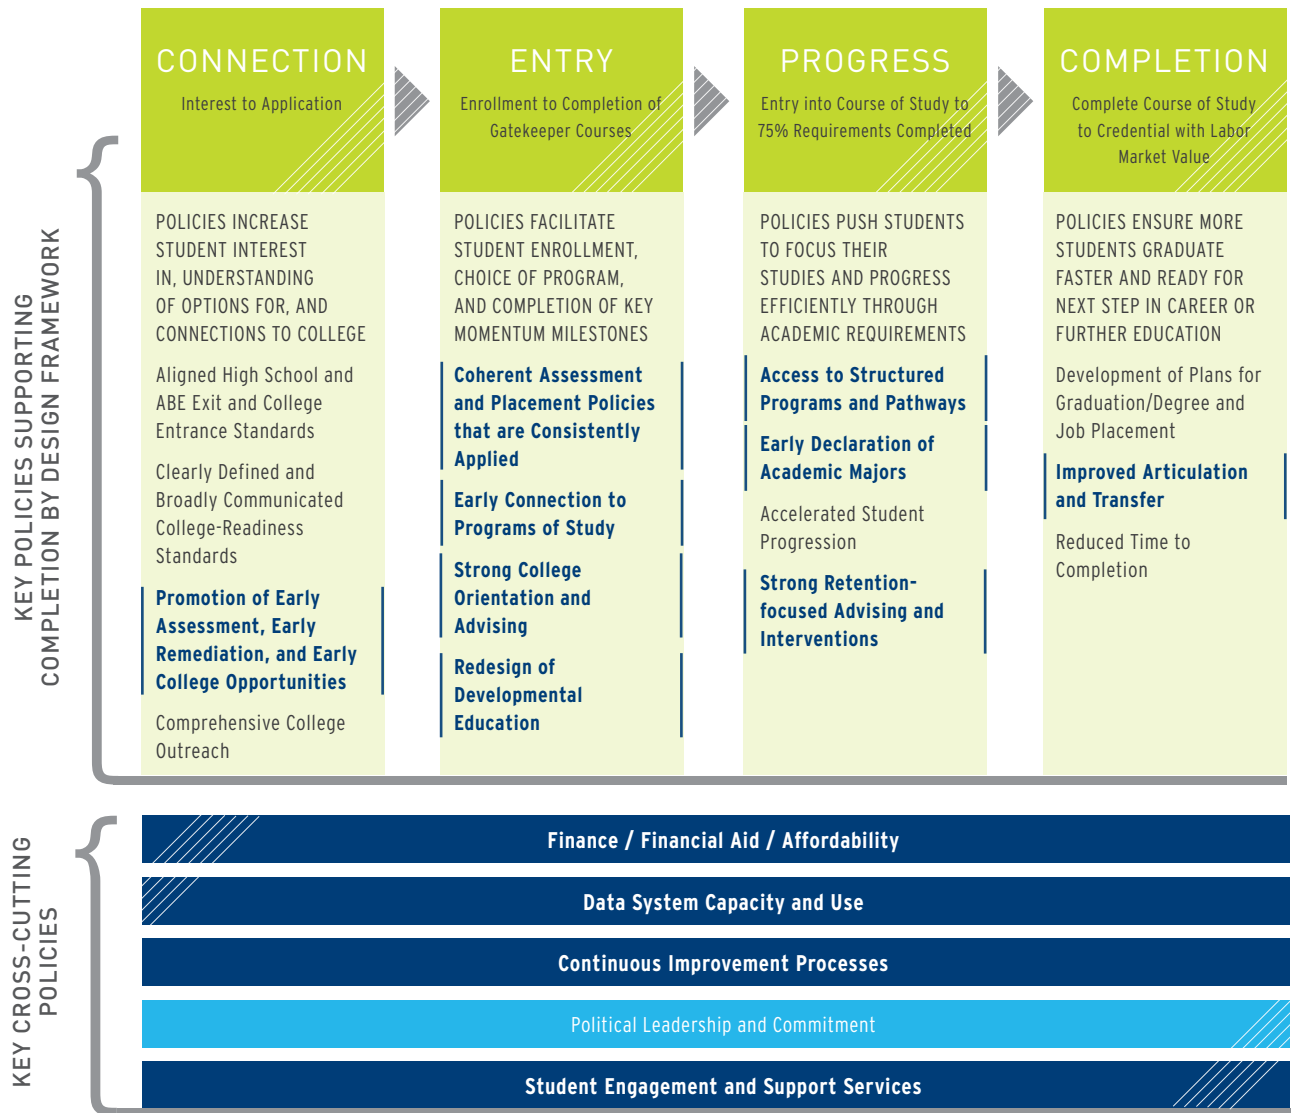 KEY POLICIES SUPPORTING
COMPLETION BY DESIGN FRAMEWORK
CONNECTION
Interest to Application
POLICIES INCREASE
STUDENT INTEREST
IN, UNDERSTANDING
OF OPTIONS FOR, AND
CONNECTIONS TO COLLEGE
Aligned High School and
ABE Exit and College
Entrance Standards
Clearly Defined and
Broadly Communicated
College-Readiness
Standards
Promotion of Early
Assessment, Early
Remediation, and Early
College Opportunities
Comprehensive College
Outreach
ENTRY
Enrollment to Completion of
Gatekeeper Courses
POLICIES FACILITATE
STUDENT ENROLLMENT,
CHOICE OF PROGRAM,
AND COMPLETION OF KEY
MOMENTUM MILESTONES
Coherent Assessment
and Placement Policies
that are Consistently
Applied
Early Connection to
Programs of Study
Strong College
Orientation and
Advising
Redesign of
Developmental
Education
PROGRESS
Entry into Course of Study to
75% Requirements Completed
POLICIES PUSH STUDENTS
TO FOCUS THEIR
STUDIES AND PROGRESS
EFFICIENTLY THROUGH
ACADEMIC REQUIREMENTS
Access to Structured
Programs and Pathways
Early Declaration of
Academic Majors
Accelerated Student
Progression
Strong Retention-
focused Advising and
Interventions
COMPLETION
Complete Course of Study
to Credential with Labor
Market Value
POLICIES ENSURE MORE
STUDENTS GRADUATE
FASTER AND READY FOR
NEXT STEP IN CAREER OR
FURTHER EDUCATION
Development of Plans for
Graduation/Degree and
Job Placement
Improved Articulation
and Transfer
Reduced Time to
Completion
KEY CROSS-CUTTING
POLICIES
Finance / Financial Aid / Affordability
Data System Capacity and Use
Continuous Improvement Processes
Political Leadership and Commitment
Student Engagement and Support Services